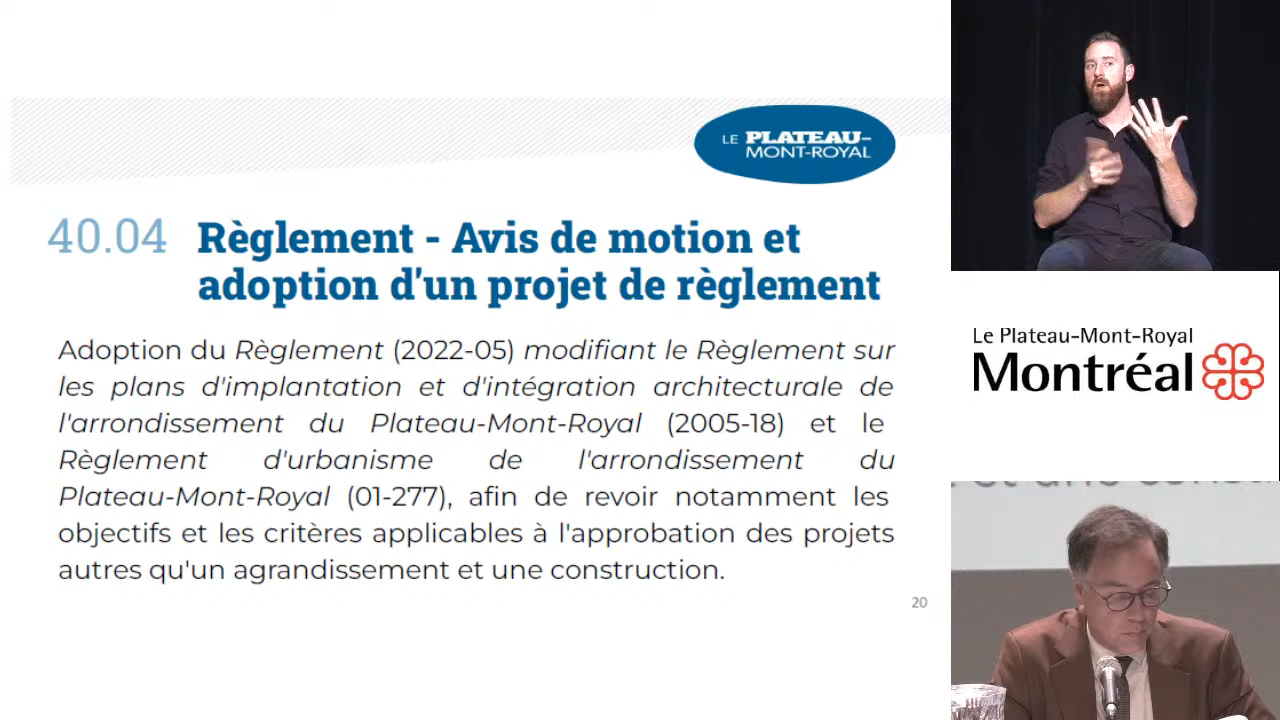 LE PLATEAU-
MONT-ROYAL
40.04 Règlement - Avis de motion et
adoption d'un projet de règlement
Adoption du Règlement (2022-05) modifiant le Règlement sur
les plans d'implantation et d'intégration architecturale de
l'arrondissement du Plateau-Mont-Royal (2005-18) et le
Règlement d'urbanisme de l'arrondissement du
Plateau-Mont-Royal (01-277), afin de revoir notamment les
objectifs et les critères applicables à l'approbation des projets
autres qu'un agrandissement et une construction.
20
Le Plateau-Mont-Royal
Montréal
et une